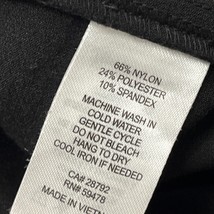 66% NYLON
24% POLYESTER
10% SPANDEX
MACHINE WASH IN
COLD WATER
GENTLE CYCLE
DO NOT BLEACH
HANG TO DRY
COOL IRON IF NEEDED
CA# 28792
RN# 59478
MADE IN VIETN